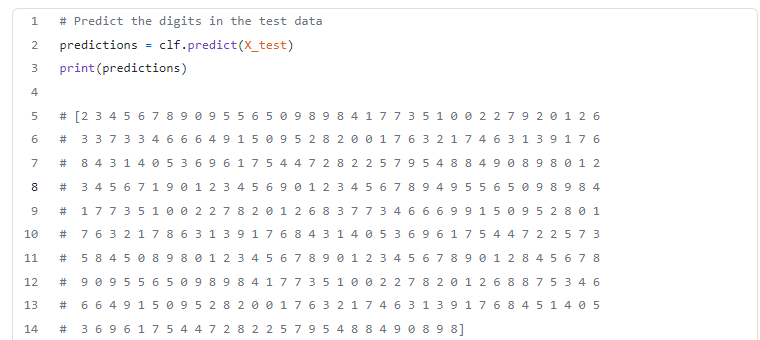 1 # Predict the digits in the test data
2 predictions = clf.predict(X_test)
3 print(predictions)
4
5 # [2 3 4 5 6 7 8 9 0 9 5 5 6 5 0 9 8 9 8 4 1 7 7 3 5 1 0 0 2 2 7 9 2 0 1 2 6
6 # 3 3 7 3 3 4 6 6 6 4 9 1 5 0 9 5 2 8 2 0 0 1 7 6 3 2 1 7 4 6 3 1 3 9 1 7 6
7 # 8 4 3 1 4 0 5 3 6 9 6 1 7 5 4 4 7 2 8 2 2 5 7 9 5 4 8 8 4 9 0 8 9 8 0 1 2
8 # 3 4 5 6 7 1 9 0 1 2 3 4 5 6 9 0 1 2 3 4 5 6 7 8 9 4 9 5 5 6 5 0 9 8 9 8 4
9 # 1 7 7 3 5 1 0 0 2 2 7 8 2 0 1 2 6 8 3 7 7 3 4 6 6 6 9 9 1 5 0 9 5 2 8 0 1
10 # 7 6 3 2 1 7 8 6 3 1 3 9 1 7 6 8 4 3 1 4 0 5 3 6 9 6 1 7 5 4 4 7 2 2 5 7 3
11 # 5 8 4 5 0 8 9 8 0 1 2 3 4 5 6 7 8 9 0 1 2 3 4 5 6 7 8 9 0 1 2 8 4 5 6 7 8
12 # 9 0 9 5 5 6 5 0 9 8 9 8 4 1 7 7 3 5 1 0 0 2 2 7 8 2 0 1 2 6 8 8 7 5 3 4 6
13 # 6 6 4 9 1 5 0 9 5 2 8 2 0 0 1 7 6 3 2 1 7 4 6 3 1 3 9 1 7 6 8 4 5 1 4 0 5
14 # 3 6 9 6 1 7 5 4 4 7 2 8 2 2 5 7 9 5 4 8 8 4 9 0 8 9 8]